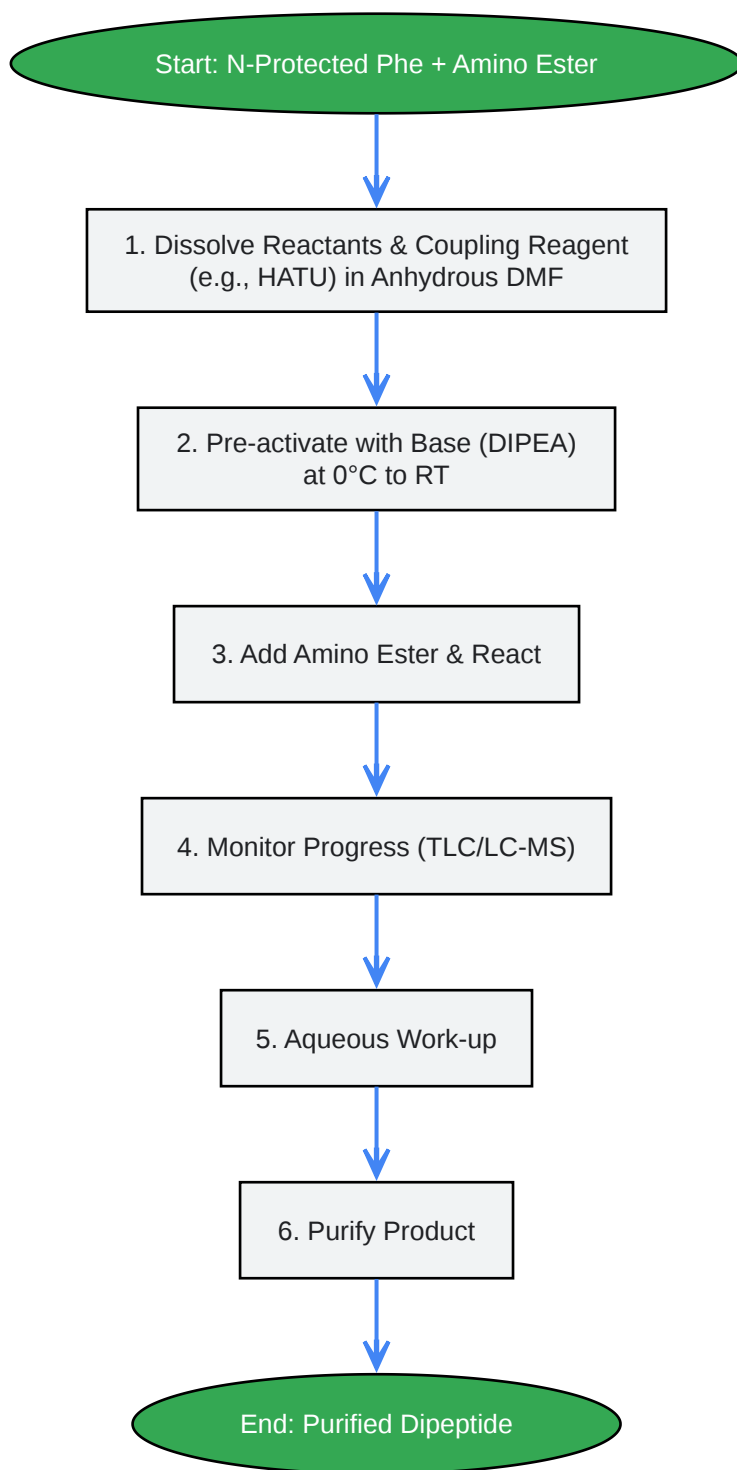 Start: N-Protected Phe + Amino Ester
1. Dissolve Reactants & Coupling Reagent
(e.g., HATU) in Anhydrous DMF
2. Pre-activate with Base (DIPEA)
at 0°C to RT
3. Add Amino Ester & React
4. Monitor Progress (TLC/LC-MS)
5. Aqueous Work-up
6. Purify Product
End: Purified Dipeptide